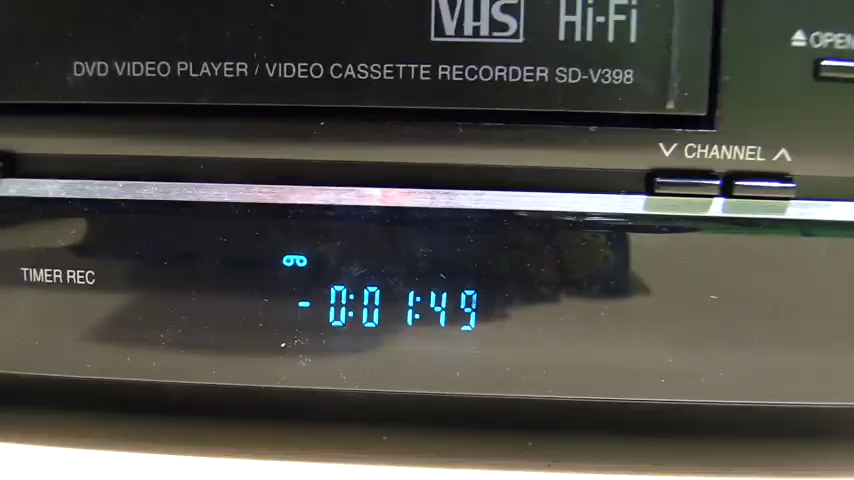 VHS Hi-Fi
▲ OPEN
DVD VIDEO PLAYER / VIDEO CASSETTE RECORDER SD-V398
∨ CHANNEL ∧
TIMER REC
- 0:01:49